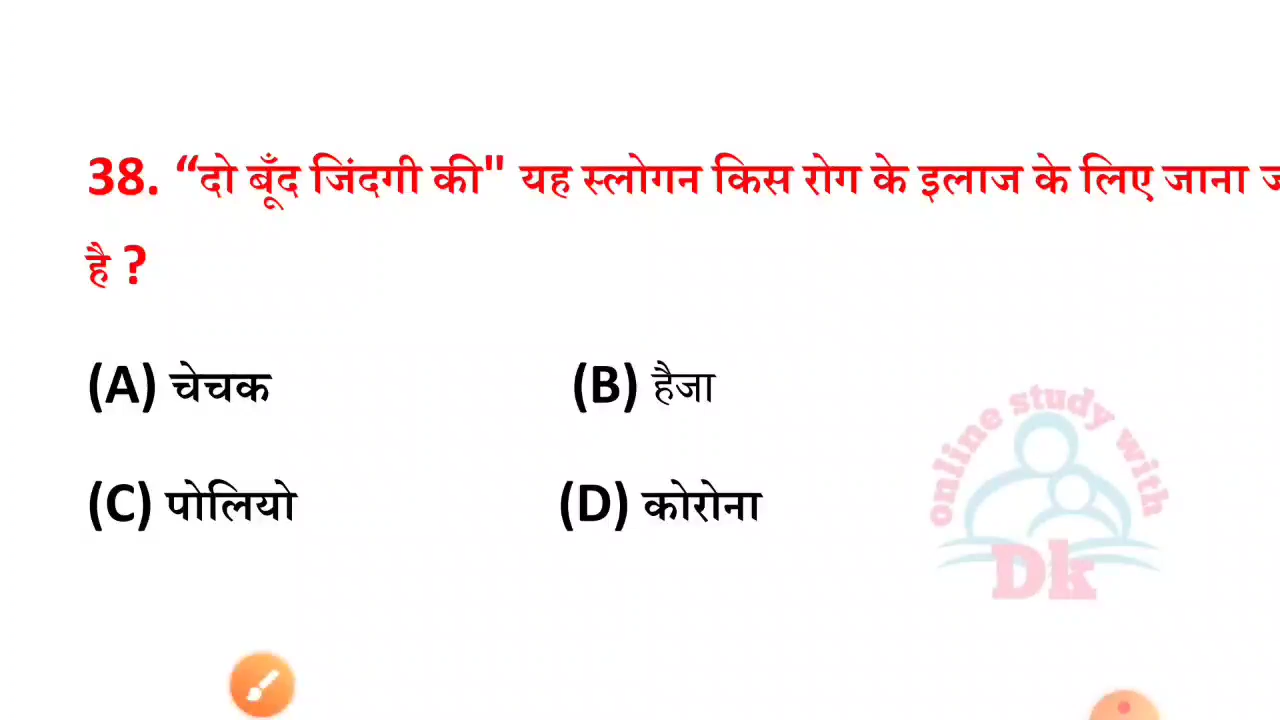 38. “दो बूँद जिंदगी की" यह स्लोगन किस रोग के इलाज के लिए जाना
है ?
(A) चेचक (B) हैजा
(C) पोलियो (D) कोरोना
online study with
Dk